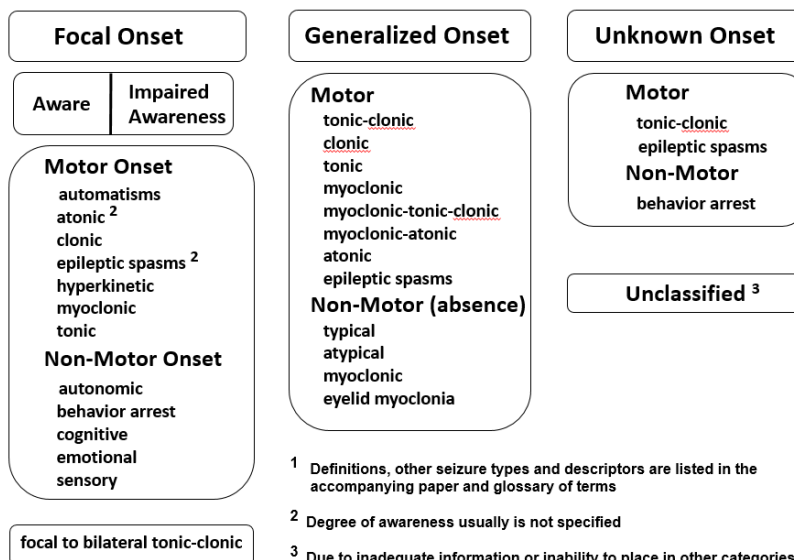 Focal Onset
Aware
Impaired
Awareness
Motor Onset
automatisms
atonic ²
clonic
epileptic spasms ²
hyperkinetic
myoclonic
tonic
Non-Motor Onset
autonomic
behavior arrest
cognitive
emotional
sensory
focal to bilateral tonic-clonic
Generalized Onset
Motor
tonic-clonic
clonic
tonic
myoclonic
myoclonic-tonic-clonic
myoclonic-atonic
atonic
epileptic spasms
Non-Motor (absence)
typical
atypical
myoclonic
eyelid myoclonia
Unknown Onset
Motor
tonic-clonic
epileptic spasms
Non-Motor
behavior arrest
Unclassified ³
¹ Definitions, other seizure types and descriptors are listed in the
accompanying paper and glossary of terms
² Degree of awareness usually is not specified
³ Due to inadequate information or inability to place in other categories